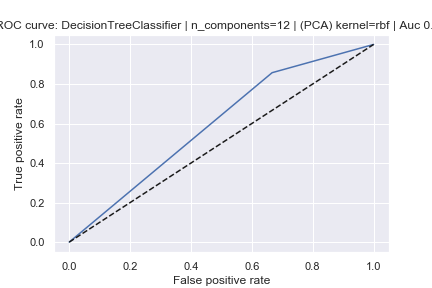 ROC curve: DecisionTreeClassifier | n_components=12 | (PCA) kernel=rbf | Auc 0.
1.0
0.8
0.6
0.4
0.2
0.0
True positive rate
0.0 0.2 0.4 0.6 0.8 1.0
False positive rate